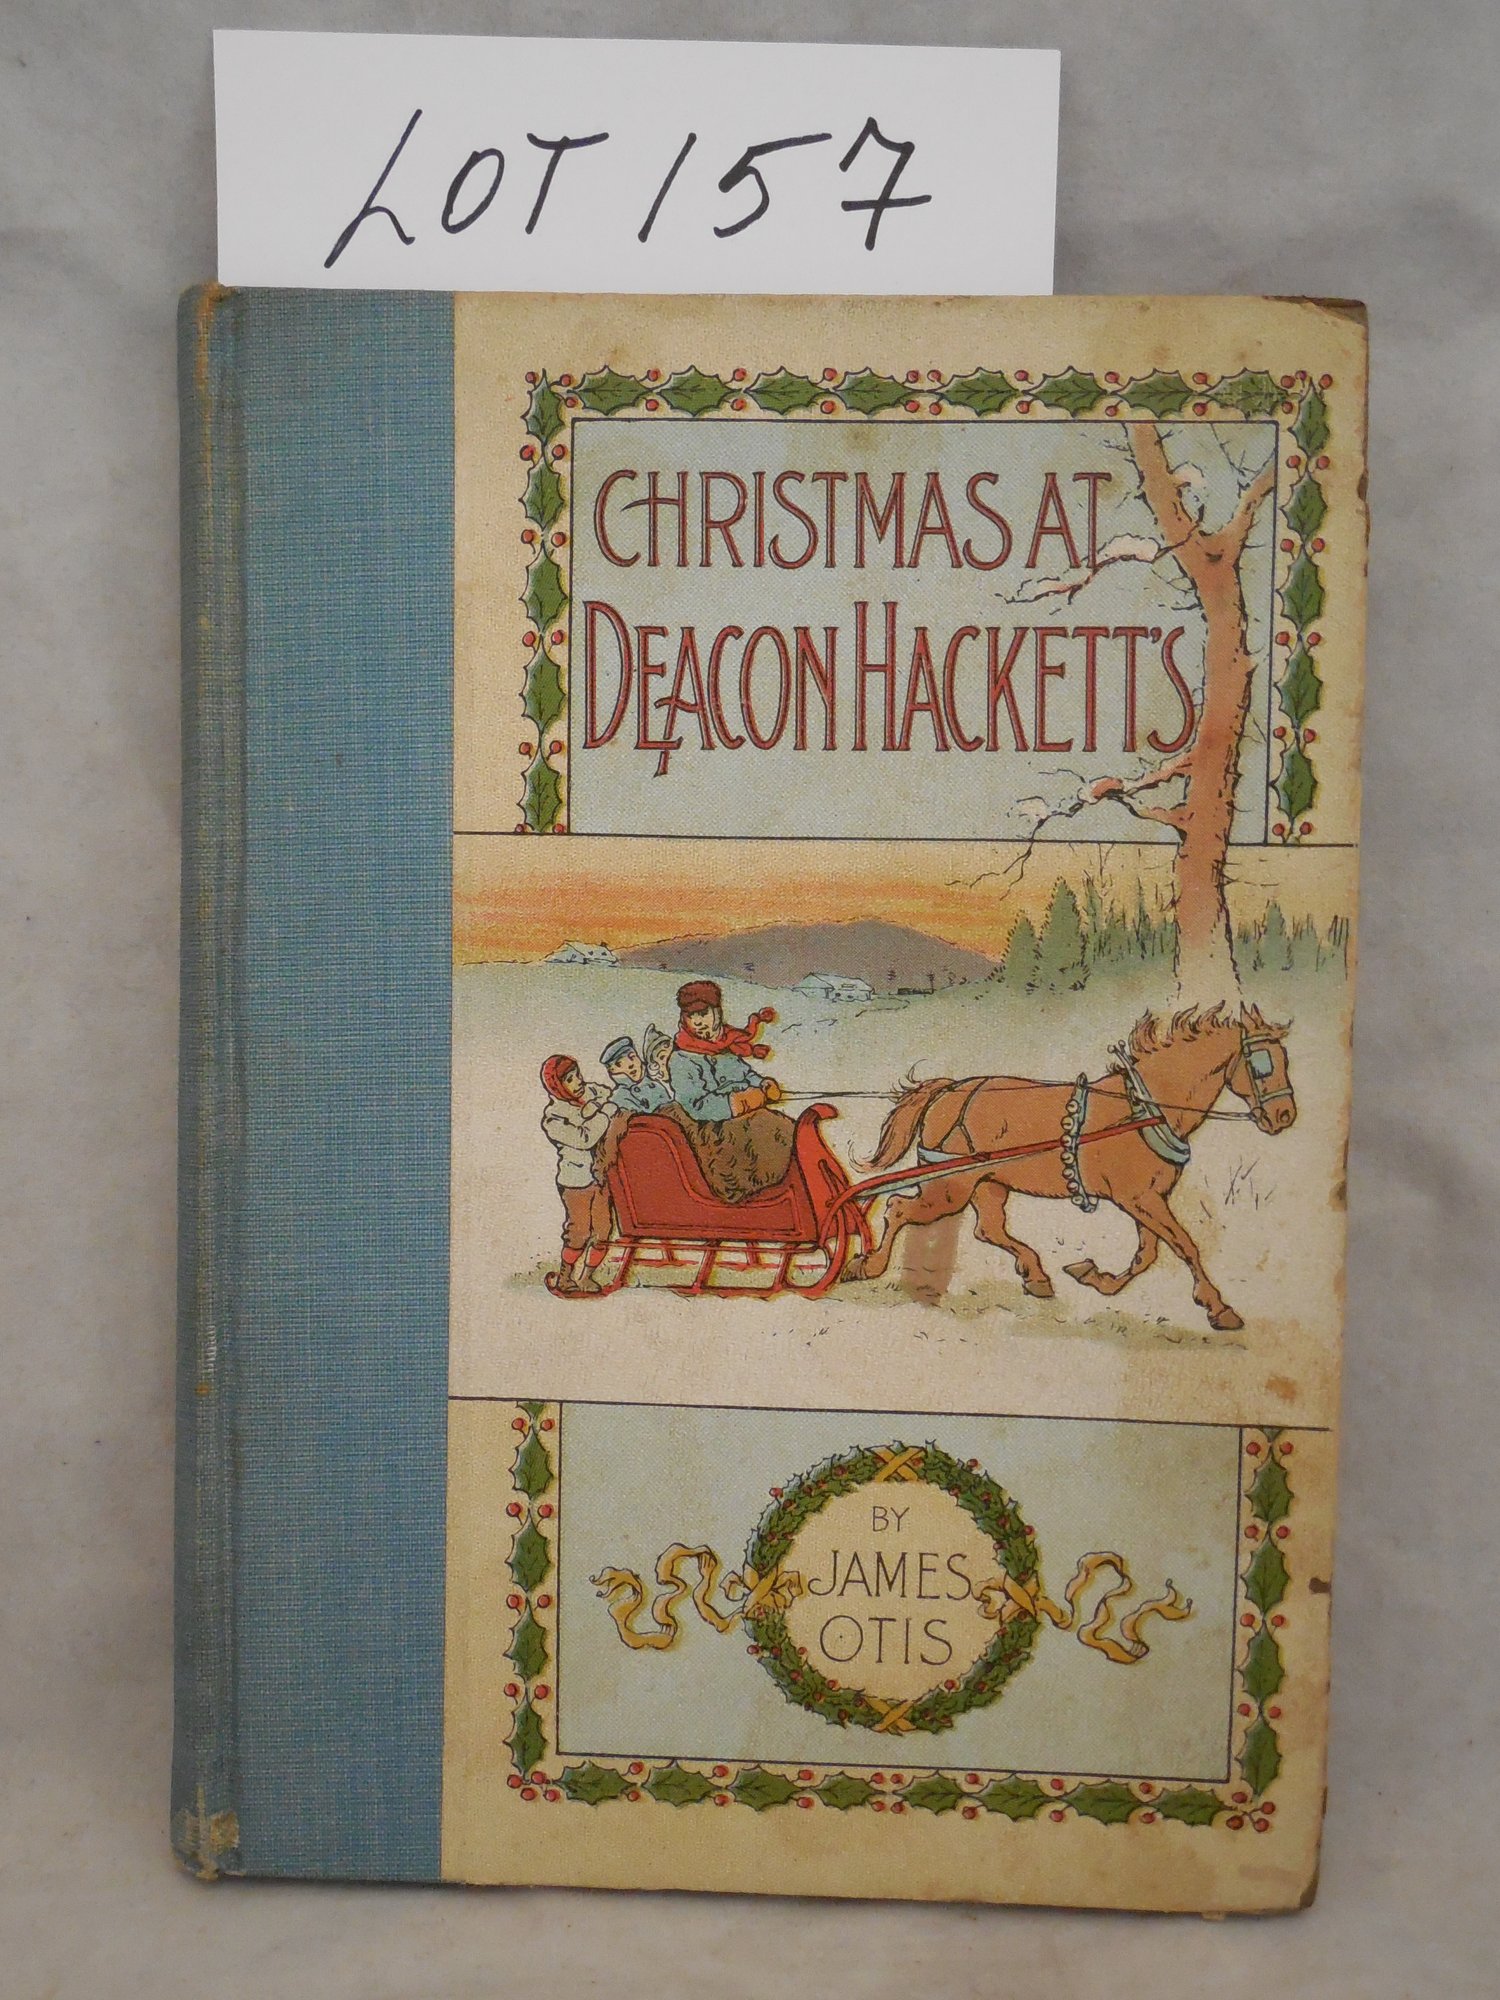 LOT 157
CHRISTMAS AT
DEACON HACKETT'S
BY
JAMES
OTIS